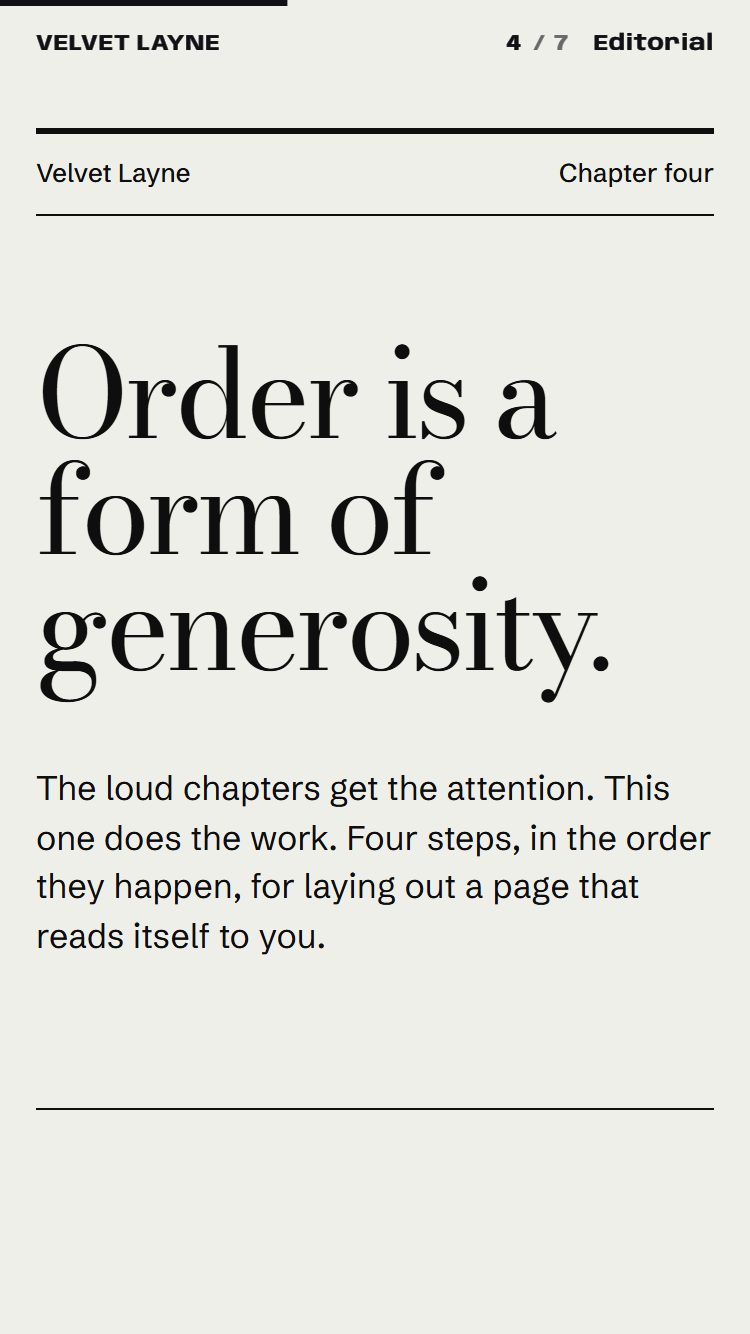 VELVET LAYNE
4 / 7 Editorial
Velvet Layne
Chapter four
Order is a
form of
generosity.
The loud chapters get the attention. This
one does the work. Four steps, in the order
they happen, for laying out a page that
reads itself to you.